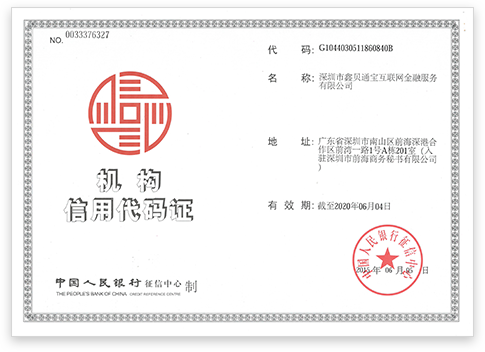 NO. 0033376327
代 码: G1044030511860840B
名 称: 深圳市鑫贝通宝互联网金融服务
有限公司
地 址: 广东省深圳市南山区前海深港合
作区前湾一路1号A栋201室（入
驻深圳市前海商务秘书有限公司
）
机 构
信用代码证
有 效 期: 截至2020年06月04日
中国人民银行征信中心
2015年 06 月 05 日
中国人民银行征信中心 制
THE PEOPLE'S BANK OF CHINA CREDIT REFERENCE CENTRE